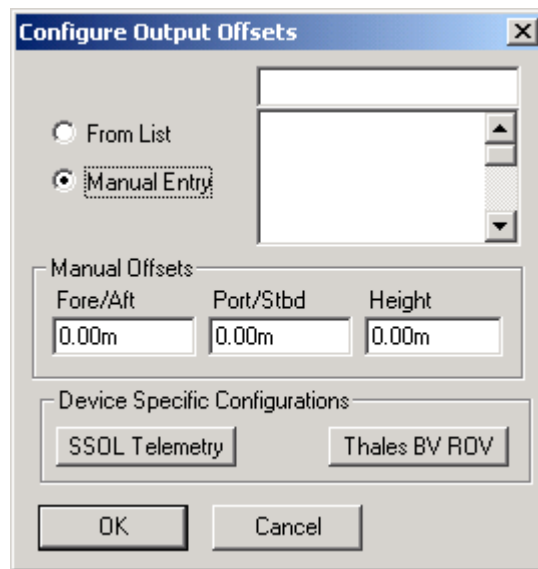 Configure Output Offsets
From List
Manual Entry
Manual Offsets
Fore/Aft Port/Stbd Height
0.00m 0.00m 0.00m
Device Specific Configurations
SSOL Telemetry Thales BV ROV
OK Cancel